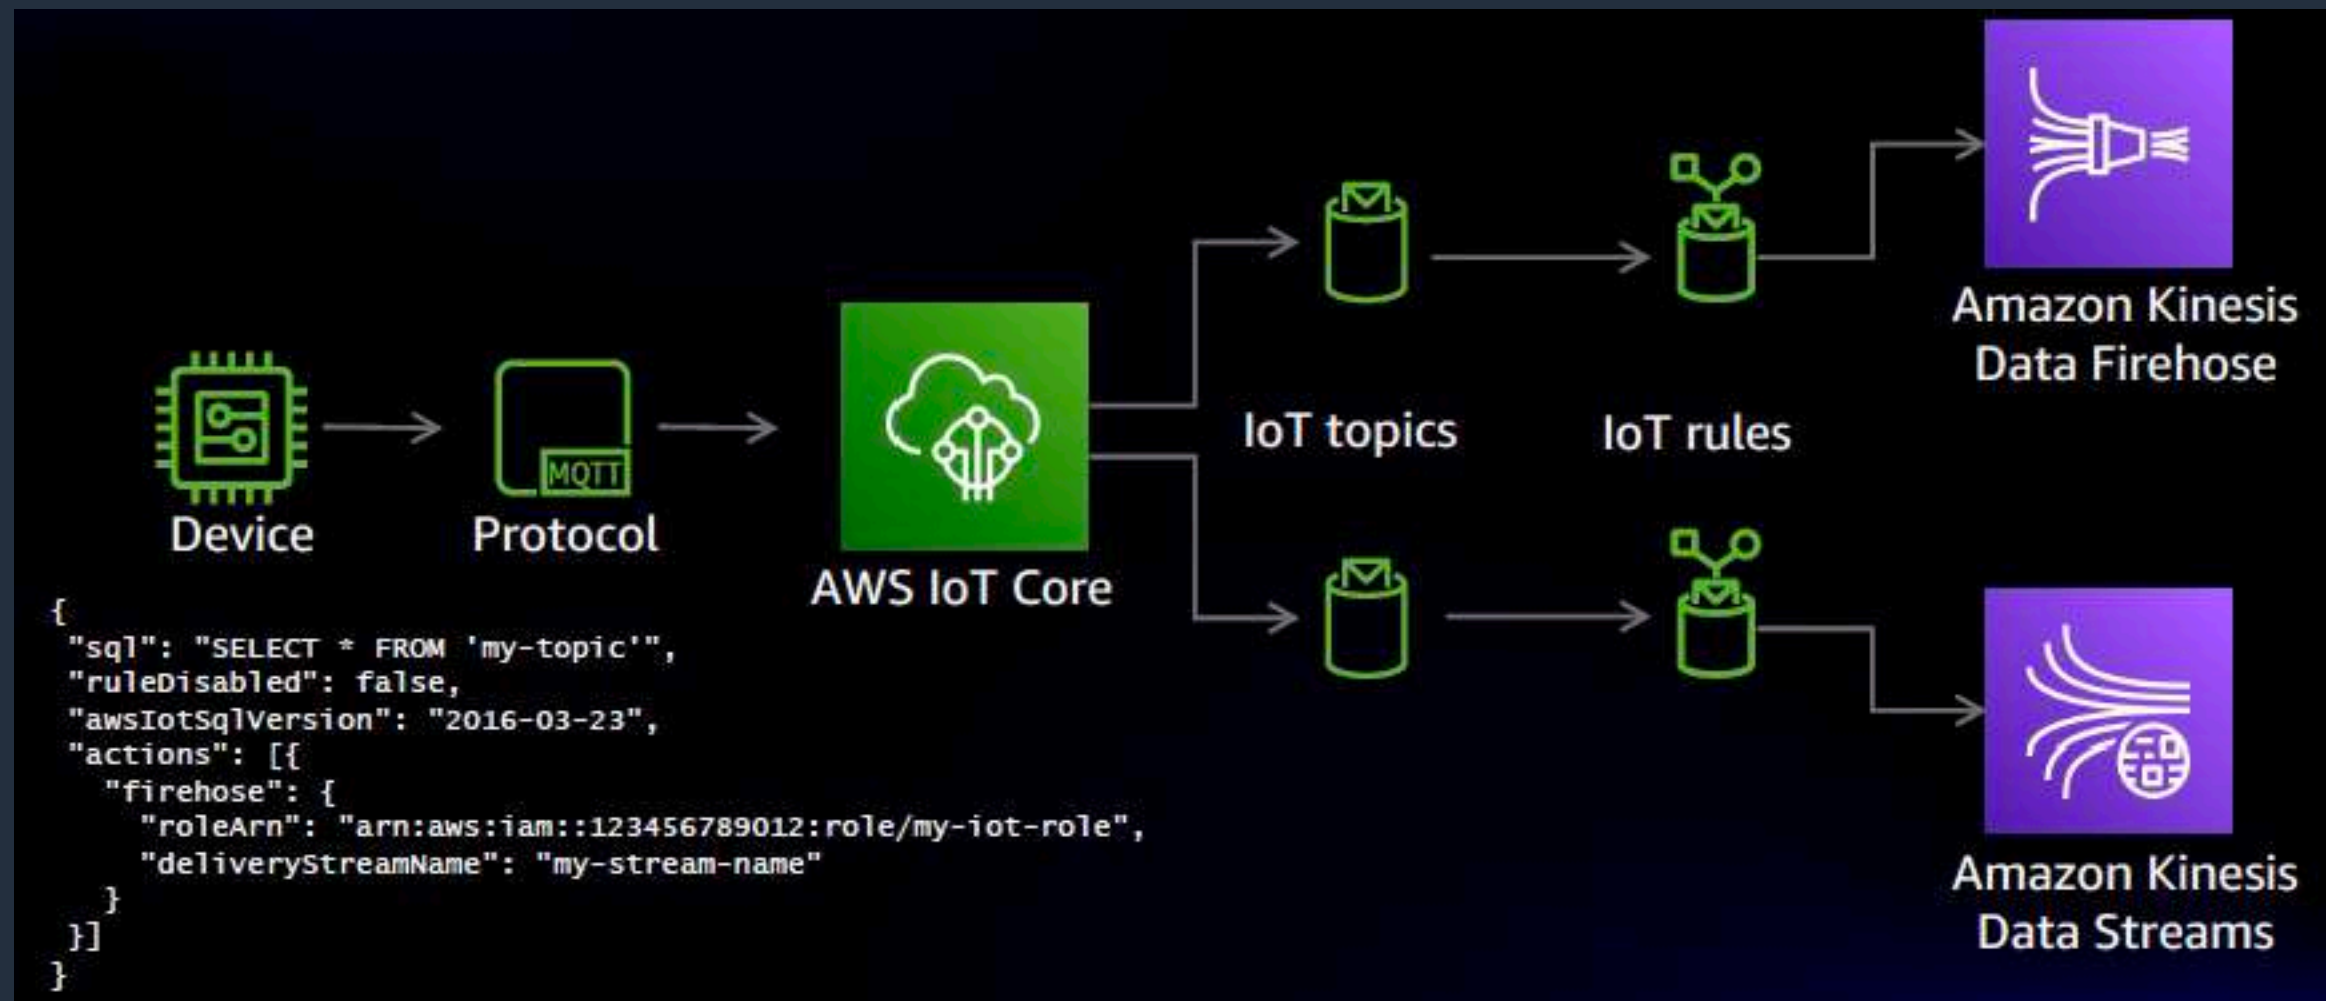 Device
Protocol
MQTT
AWS IoT Core
IoT topics
IoT rules
Amazon Kinesis
Data Firehose
Amazon Kinesis
Data Streams
{
"sql": "SELECT * FROM 'my-topic'",
"ruleDisabled": false,
"awsIotSqlVersion": "2016-03-23",
"actions": [{
"firehose": {
"roleArn": "arn:aws:iam::123456789012:role/my-iot-role",
"deliveryStreamName": "my-stream-name"
}
}]
}